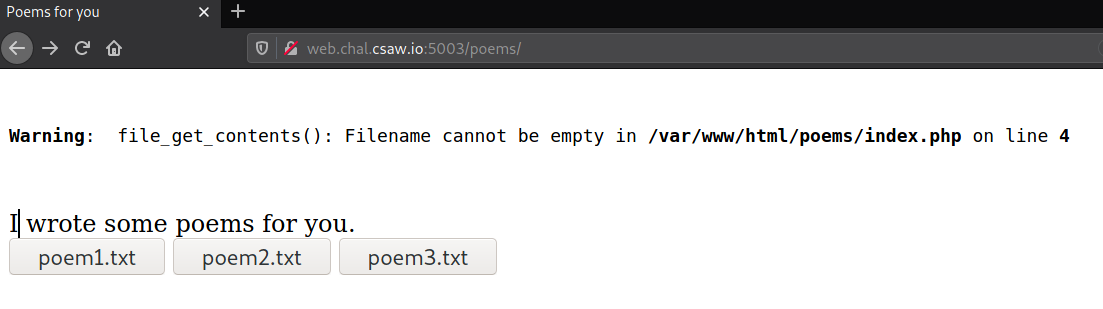 Poems for you
web.chal.csaw.io:5003/poems/
Warning: file_get_contents(): Filename cannot be empty in /var/www/html/poems/index.php on line 4
I wrote some poems for you.
poem1.txt poem2.txt poem3.txt